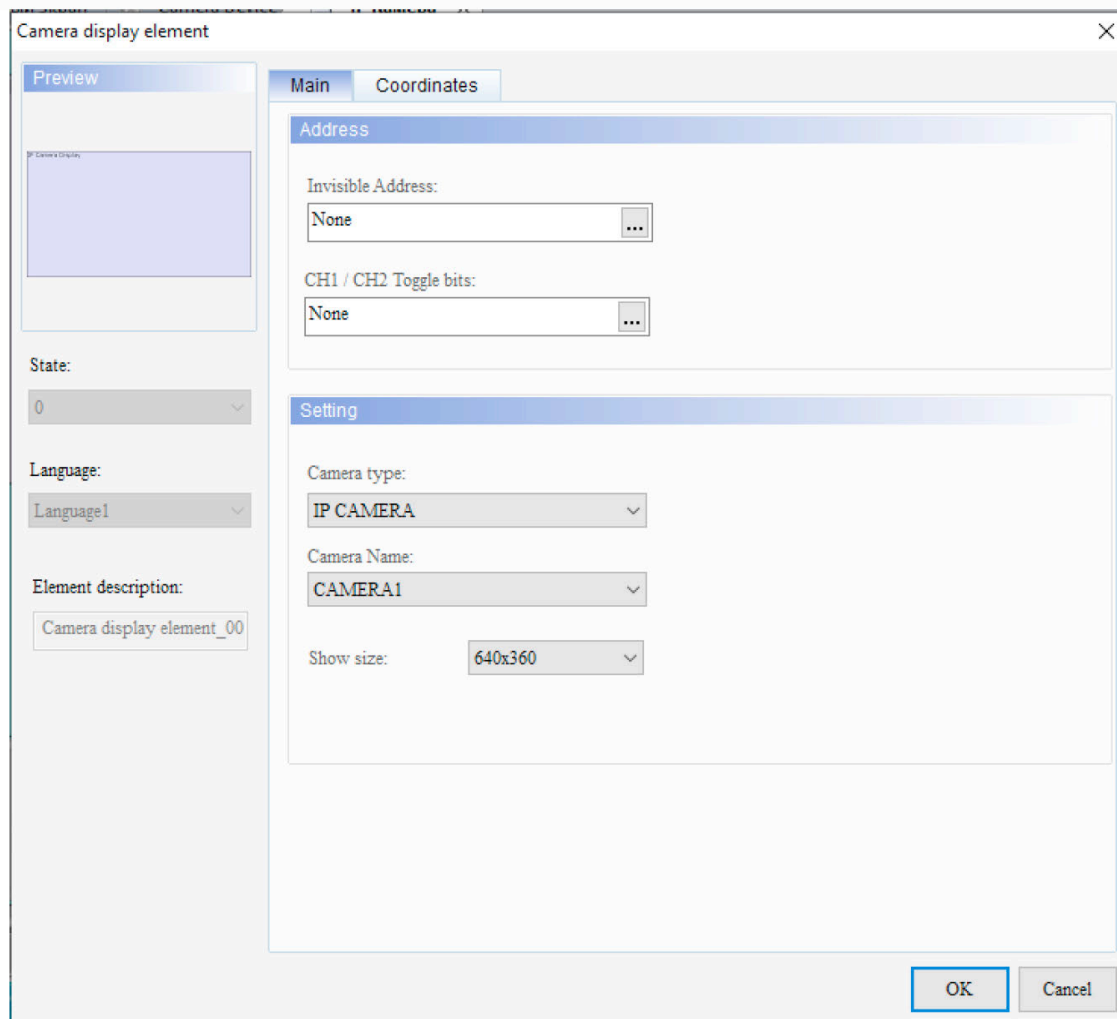 Camera display element
Preview
IP Camera Display
State:
0
Language:
Language1
Element description:
Camera display element_00
Main
Coordinates
Address
Invisible Address:
None
...
CH1 / CH2 Toggle bits:
None
...
Setting
Camera type:
IP CAMERA
Camera Name:
CAMERA1
Show size:
640x360
OK
Cancel